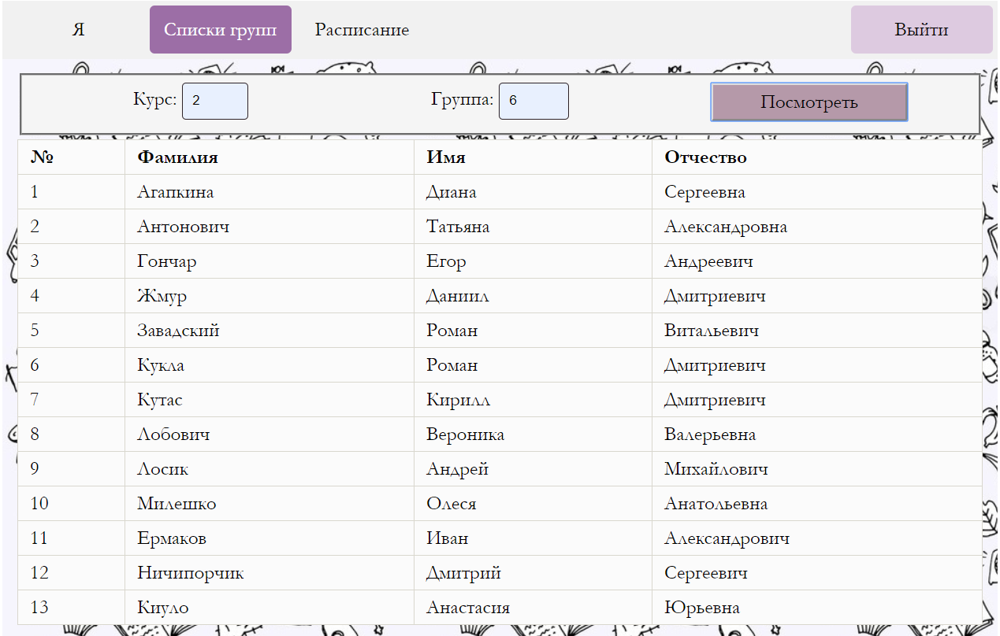 Я Списки групп Расписание Выйти
Курс: 2 Группа: 6 Посмотреть
№ Фамилия Имя Отчество
1 Агапкина Диана Сергеевна
2 Антонович Татьяна Александровна
3 Гончар Егор Андреевич
4 Жмур Даниил Дмитриевич
5 Завадский Роман Витальевич
6 Кукла Роман Дмитриевич
7 Кутас Кирилл Дмитриевич
8 Лобович Вероника Валерьевна
9 Лосик Андрей Михайлович
10 Милешко Олеся Анатольевна
11 Ермаков Иван Александрович
12 Ничипорчик Дмитрий Сергеевич
13 Киуло Анастасия Юрьевна